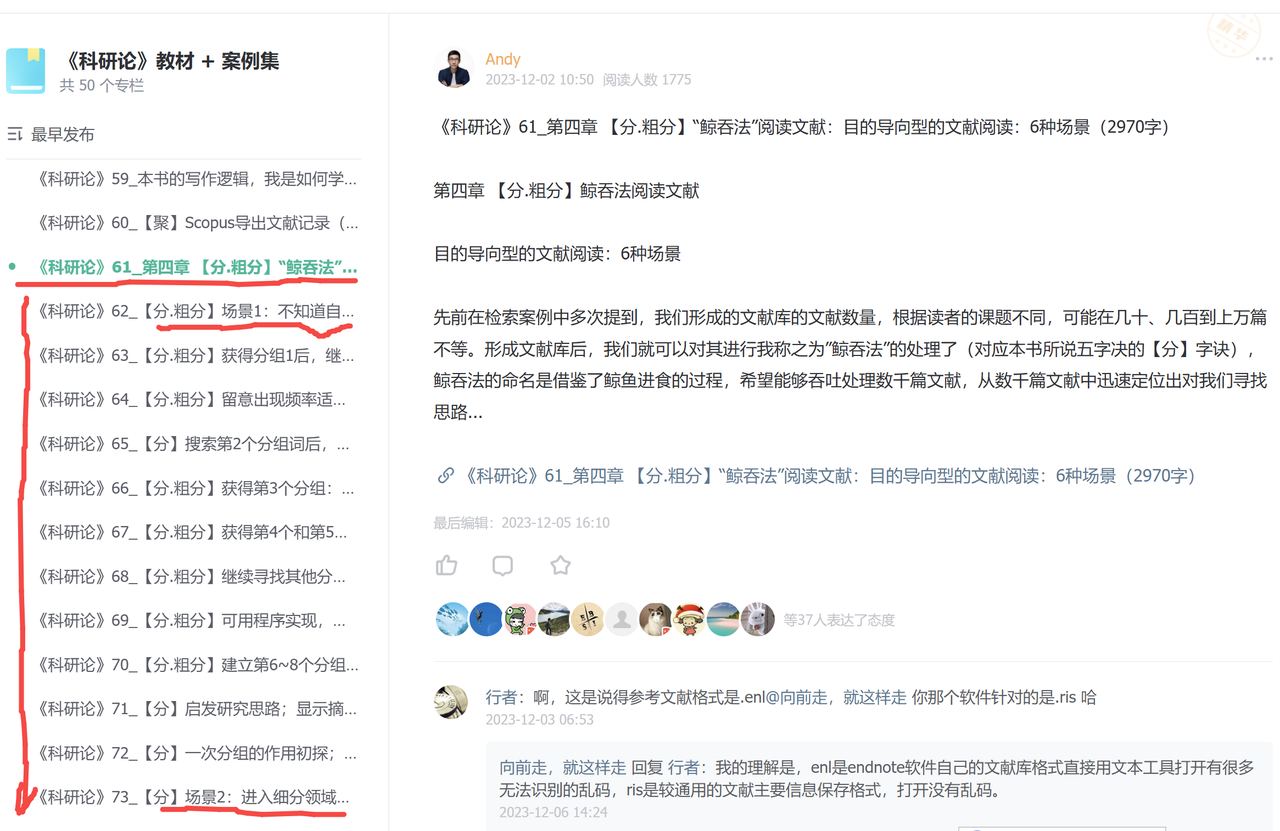 《科研论》教材 + 案例集
共 50 个专栏
最早发布
《科研论》59_本书的写作逻辑，我是如何学...
《科研论》60_【聚】Scopus导出文献记录（...
《科研论》61_第四章 【分.粗分】“鲸吞法”...
《科研论》62_【分.粗分】场景1：不知道自...
《科研论》63_【分.粗分】获得分组1后，继...
《科研论》64_【分.粗分】留意出现频率适...
《科研论》65_【分】搜索第2个分组词后，...
《科研论》66_【分.粗分】获得第3个分组：...
《科研论》67_【分.粗分】获得第4个和第5...
《科研论》68_【分.粗分】继续寻找其他分...
《科研论》69_【分.粗分】可用程序实现，...
《科研论》70_【分.粗分】建立第6~8个分组...
《科研论》71_【分】启发研究思路；显示摘...
《科研论》72_【分】一次分组的作用初探；...
《科研论》73_【分】场景2：进入细分领域...
精华
Andy
2023-12-02 10:50 阅读人数 1775
《科研论》61_第四章 【分.粗分】“鲸吞法”阅读文献：目的导向型的文献阅读：6种场景（2970字）
第四章 【分.粗分】鲸吞法阅读文献
目的导向型的文献阅读：6种场景
先前在检索案例中多次提到，我们形成的文献库的文献数量，根据读者的课题不同，可能在几十、几百到上万篇
不等。形成文献库后，我们就可以对其进行我称之为”鲸吞法”的处理了（对应本书所说五字决的【分】字诀），
鲸吞法的命名是借鉴了鲸鱼进食的过程，希望能够吞吐处理数千篇文献，从数千篇文献中迅速定位出对我们寻找
思路...
《科研论》61_第四章 【分.粗分】“鲸吞法”阅读文献：目的导向型的文献阅读：6种场景（2970字）
最后编辑：2023-12-05 16:10
等37人表达了态度
行者：啊，这是说得参考文献格式是.enl@向前走，就这样走 你那个软件针对的是.ris 哈
2023-12-03 06:53
向前走，就这样走 回复 行者：我的理解是，enl是endnote软件自己的文献库格式直接用文本工具打开有很多
无法识别的乱码，ris是较通用的文献主要信息保存格式，打开没有乱码。
2023-12-06 14:24